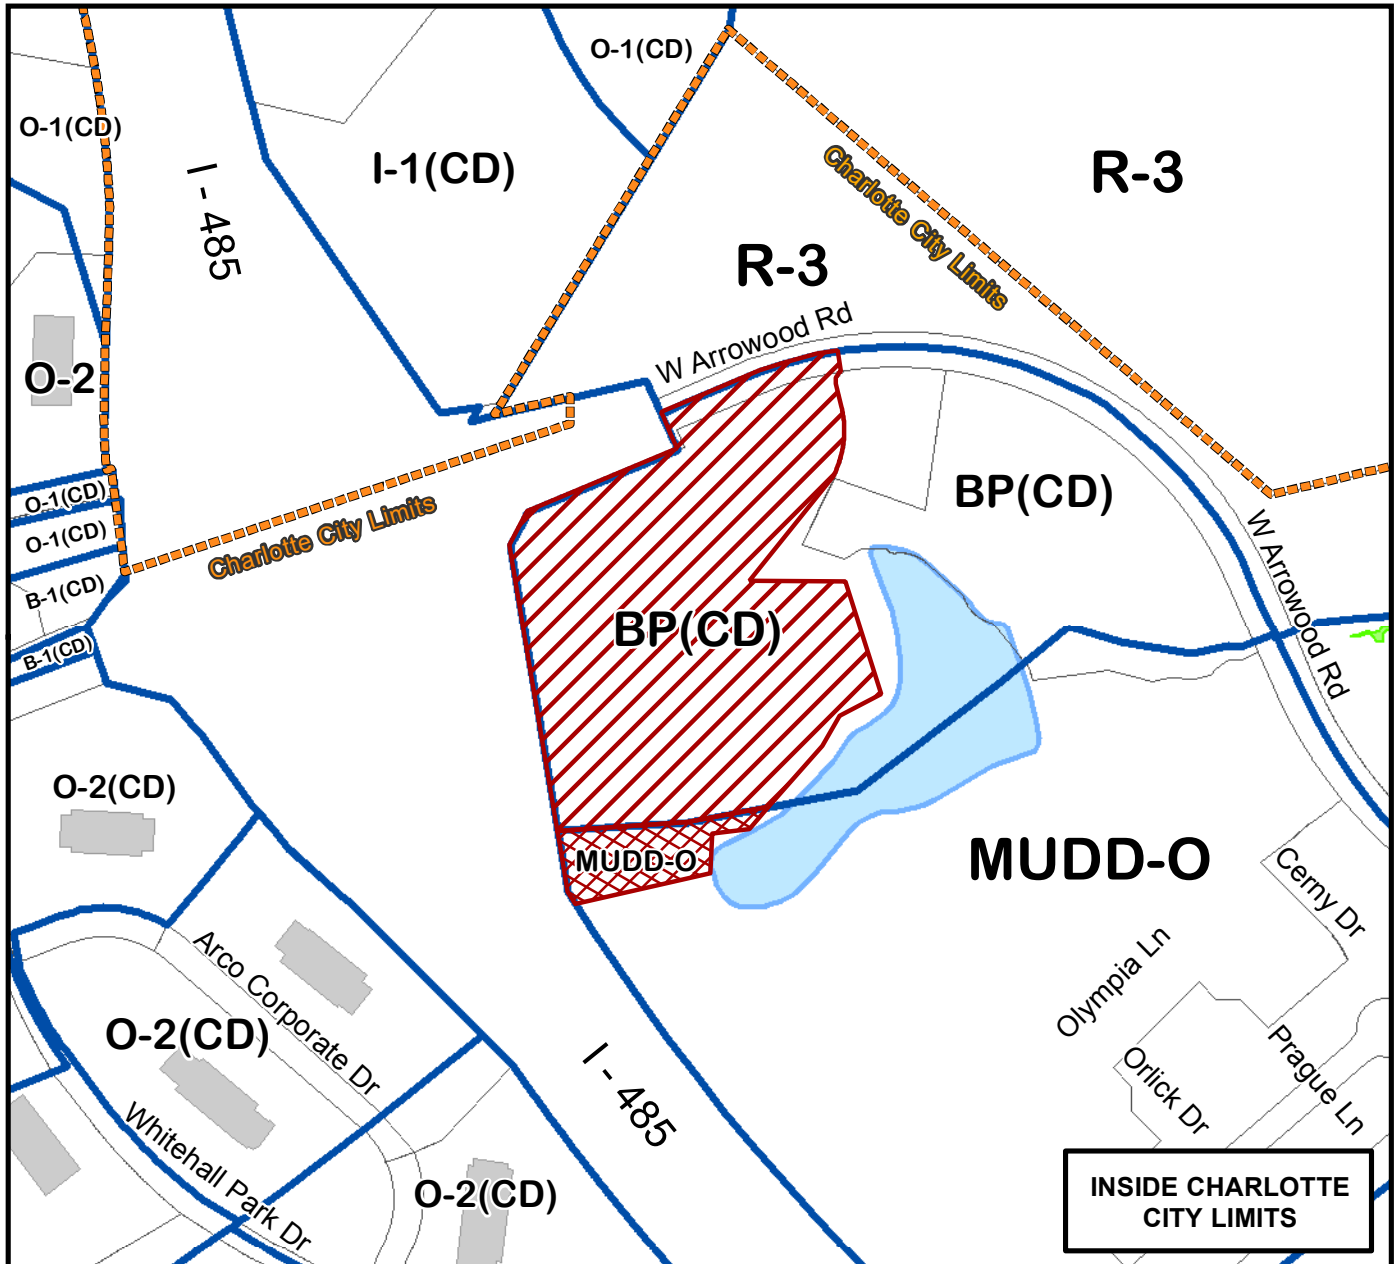 O-1(CD)
O-1(CD)
I-1(CD)
R-3
Charlotte City Limits
I - 485
R-3
W Arrowood Rd
O-2
BP(CD)
O-1(CD)
Charlotte City Limits
O-1(CD)
W Arrowood Rd
B-1(CD)
BP(CD)
B-1(CD)
O-2(CD)
MUDD-O
MUDD-O
Cerny Dr
Arco Corporate Dr
Olympia Ln
O-2(CD)
I - 485
Orlick Dr
Prague Ln
Whitehall Park Dr
O-2(CD)
INSIDE CHARLOTTE
CITY LIMITS